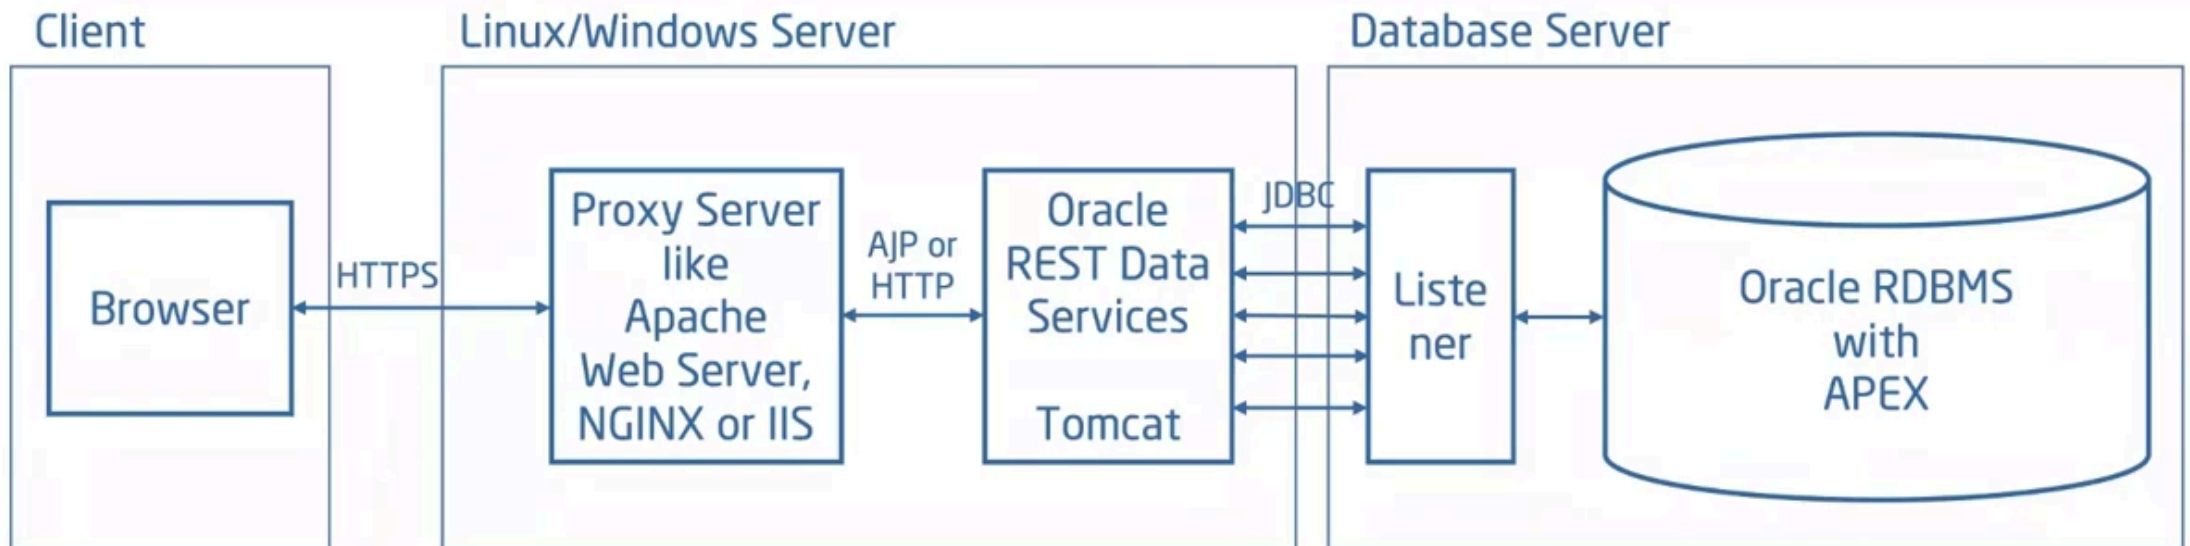 Client
Linux/Windows Server
Database Server
Browser
HTTPS
Proxy Server
like
Apache
Web Server,
NGINX or IIS
AJP or
HTTP
Oracle
REST Data
Services
Tomcat
JDBC
Liste
ner
Oracle RDBMS
with
APEX